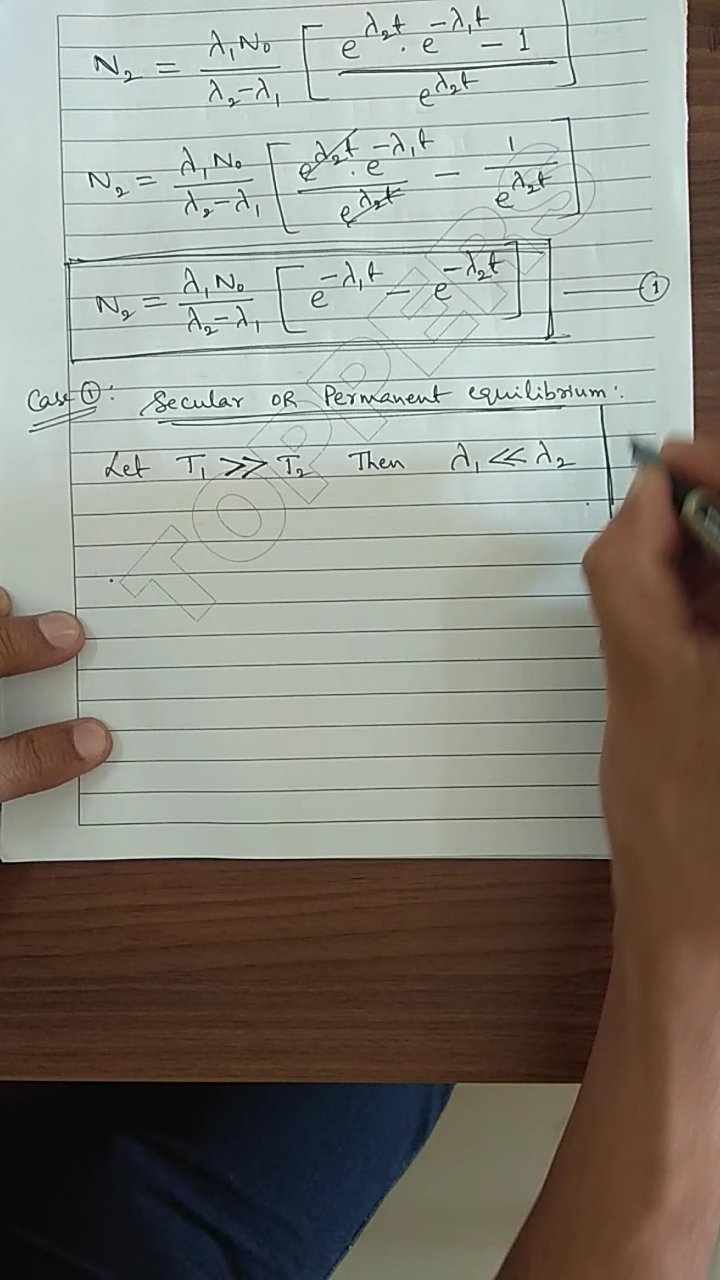 N₂ = λ₁N₀/(λ₂-λ₁) [ (e^(λ₂t) . e^(-λ₁t) - 1)/e^(λ₂t) ]
N₂ = λ₁N₀/(λ₂-λ₁) [ (e^(λ₂t) . e^(-λ₁t))/e^(λ₂t) - 1/e^(λ₂t) ]
N₂ = λ₁N₀/(λ₂-λ₁) [ e^(-λ₁t) - e^(-λ₂t) ] — ①
Case ①: Secular OR Permanent equilibrium:
Let T₁ >> T₂ Then λ₁ << λ₂
TOPPERS